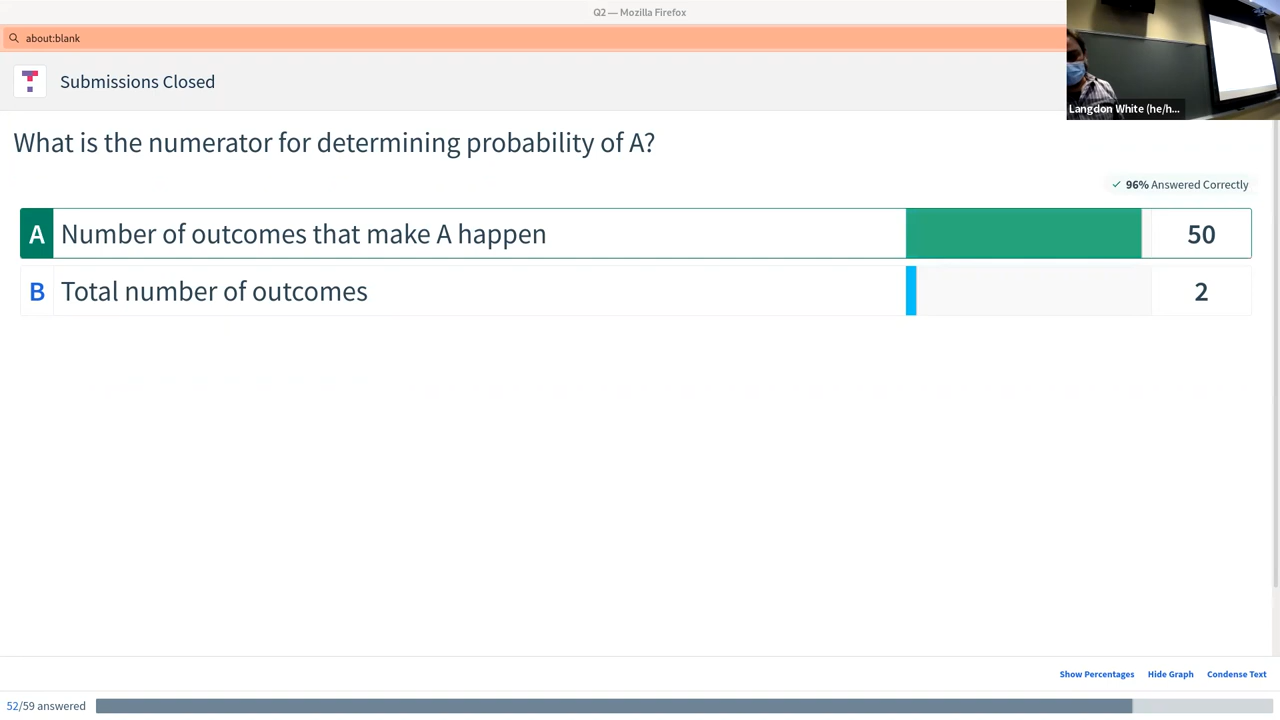 Q2 — Mozilla Firefox
about:blank
Submissions Closed
Langdon White (he/h...
What is the numerator for determining probability of A?
✓ 96% Answered Correctly
A Number of outcomes that make A happen 50
B Total number of outcomes 2
Show Percentages Hide Graph Condense Text
52/59 answered